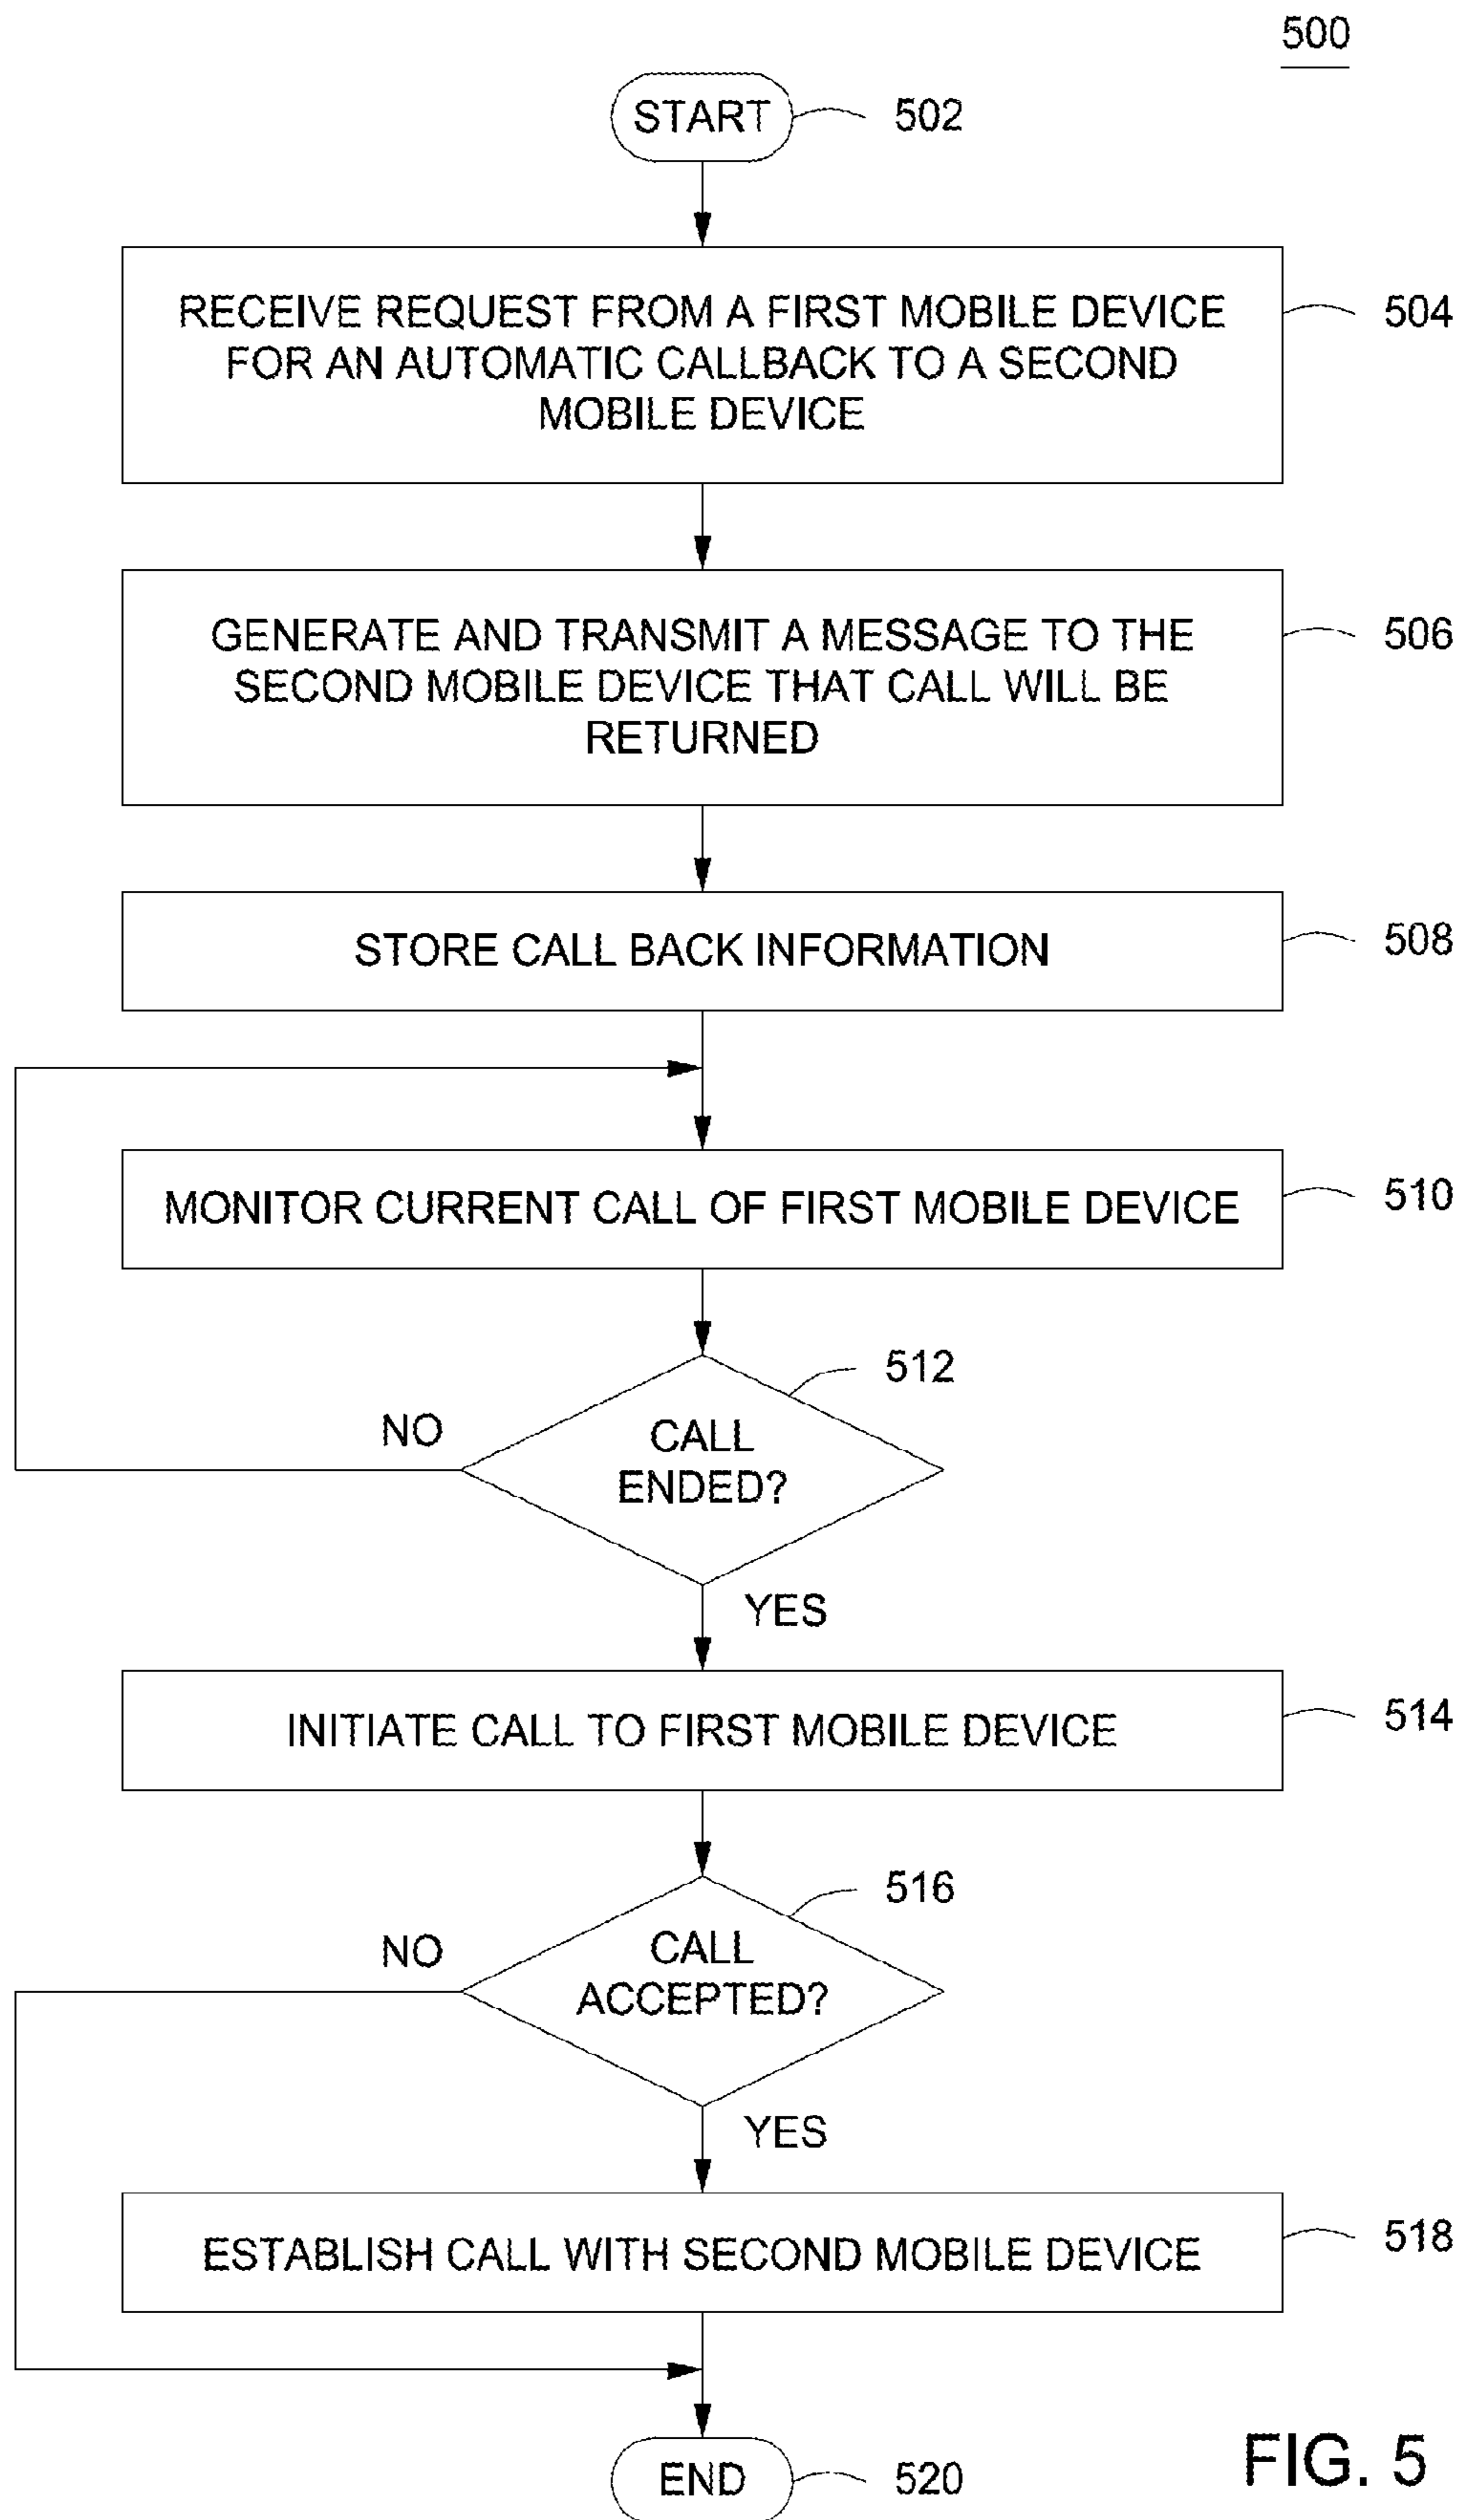 500
START
502
RECEIVE REQUEST FROM A FIRST MOBILE DEVICE
FOR AN AUTOMATIC CALLBACK TO A SECOND
MOBILE DEVICE
504
GENERATE AND TRANSMIT A MESSAGE TO THE
SECOND MOBILE DEVICE THAT CALL WILL BE
RETURNED
506
STORE CALL BACK INFORMATION
508
MONITOR CURRENT CALL OF FIRST MOBILE DEVICE
510
512
CALL
ENDED?
NO
YES
INITIATE CALL TO FIRST MOBILE DEVICE
514
516
CALL
ACCEPTED?
NO
YES
ESTABLISH CALL WITH SECOND MOBILE DEVICE
518
END
520
FIG. 5